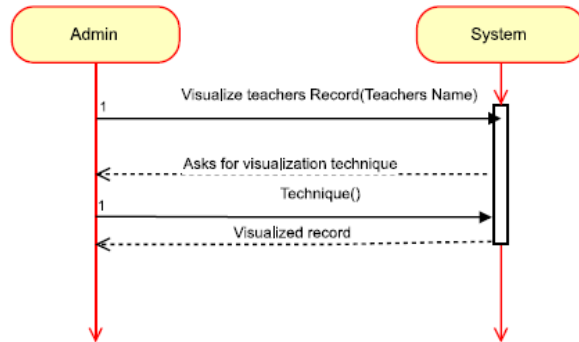 Admin
System
Visualize teachers Record(Teachers Name)
1
Asks for visualization technique
Technique()
1
Visualized record